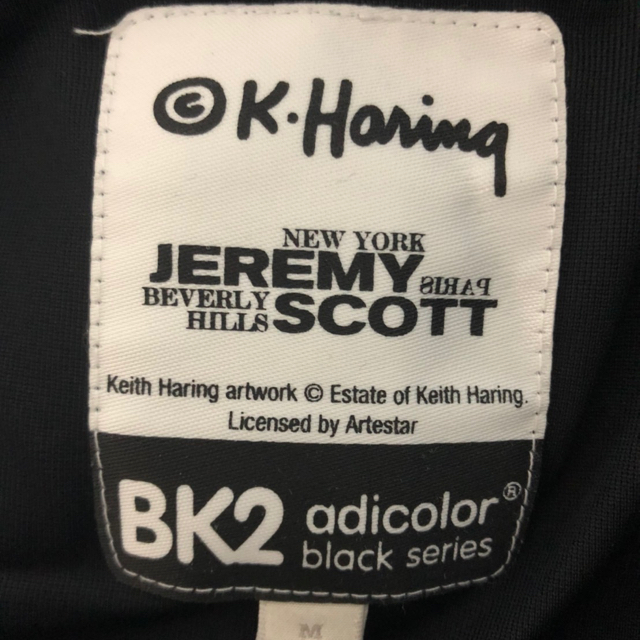 © K·Haring
NEW YORK
JEREMY PARIS
BEVERLY
HILLS SCOTT
Keith Haring artwork © Estate of Keith Haring.
Licensed by Artestar
BK2 adicolor®
black series
M